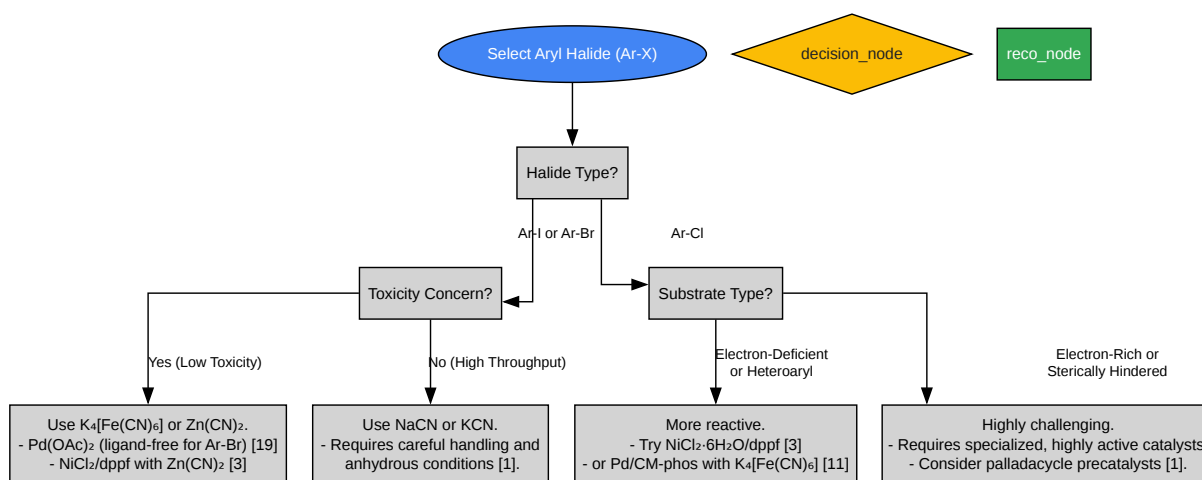 Select Aryl Halide (Ar-X)
decision_node
reco_node
Halide Type?
Ar-I or Ar-Br
Ar-Cl
Toxicity Concern?
Substrate Type?
Yes (Low Toxicity)
No (High Throughput)
Electron-Deficient
or Heteroaryl
Electron-Rich or
Sterically Hindered
Use K₄[Fe(CN)₆] or Zn(CN)₂.
- Pd(OAc)₂ (ligand-free for Ar-Br) [19]
- NiCl₂/dppf with Zn(CN)₂ [3]
Use NaCN or KCN.
- Requires careful handling and
anhydrous conditions [1].
More reactive.
- Try NiCl₂·6H₂O/dppf [3]
- or Pd/CM-phos with K₄[Fe(CN)₆] [11]
Highly challenging.
- Requires specialized, highly active catalysts
- Consider palladacycle precatalysts [1].